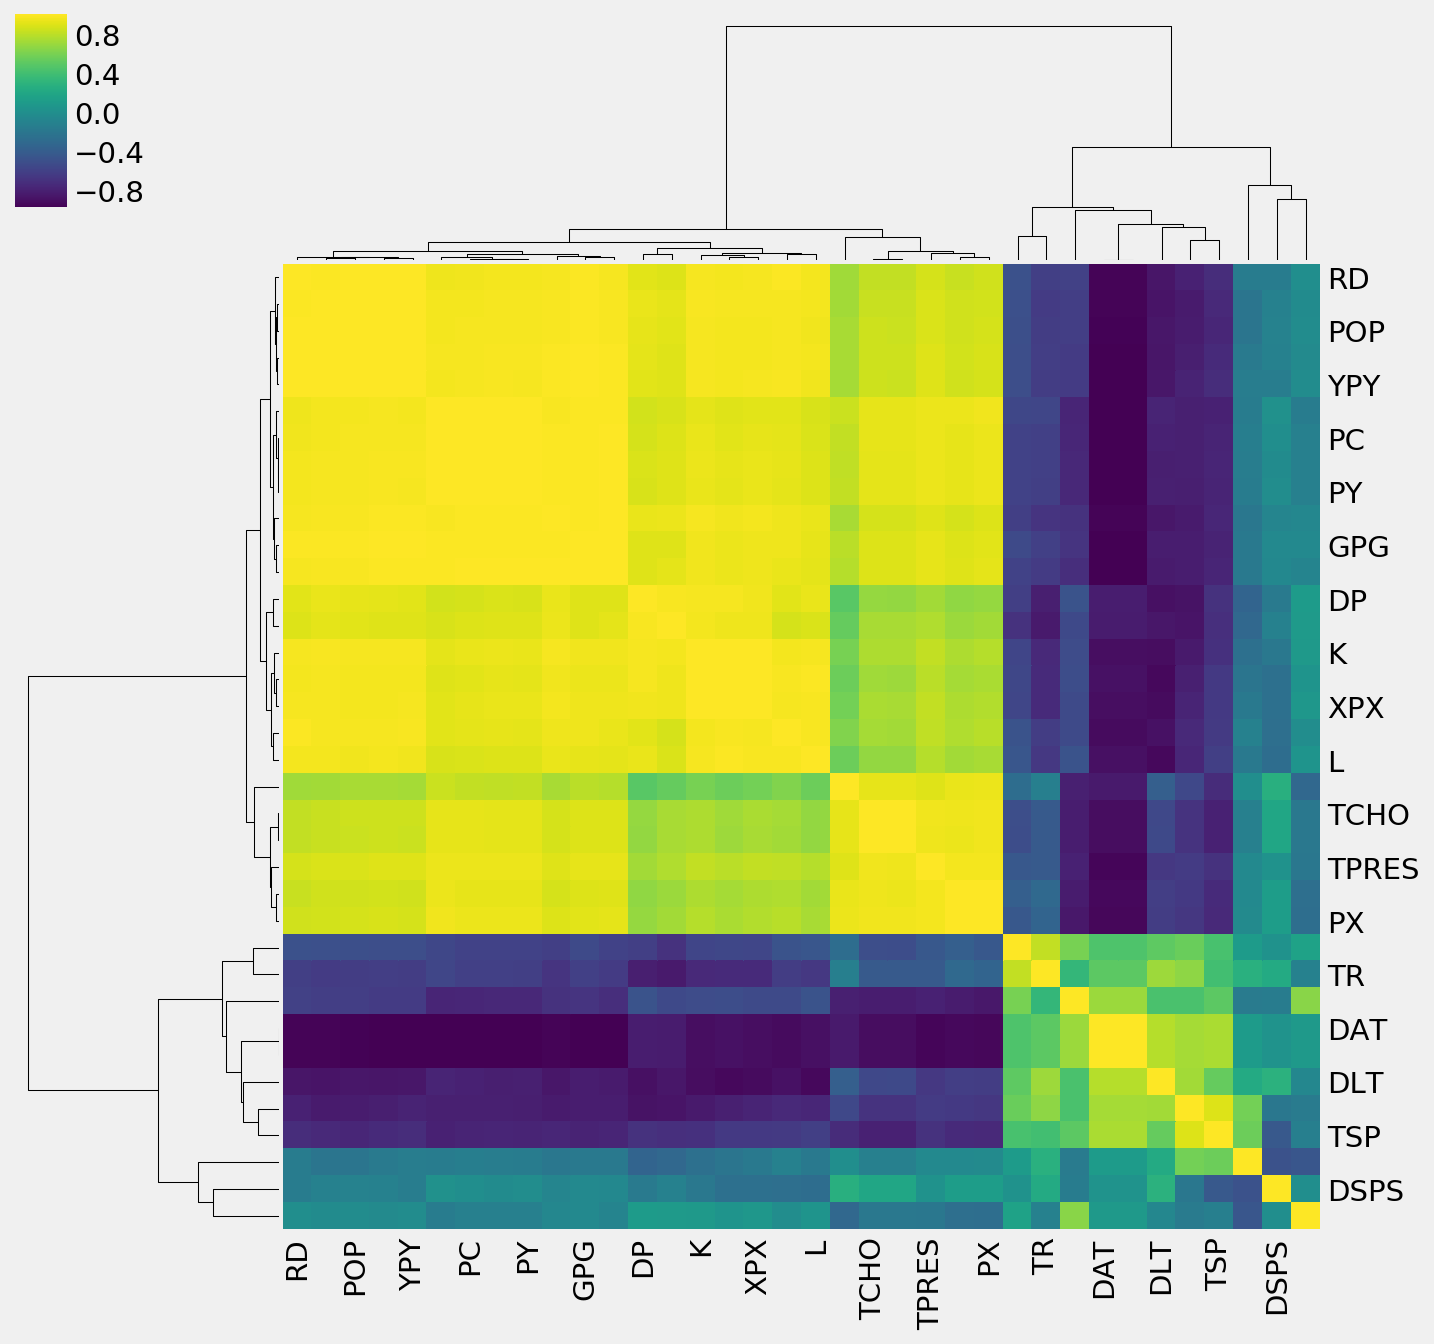 0.8
0.4
0.0
−0.4
−0.8
RD
POP
YPY
PC
PY
GPG
DP
K
XPX
L
TCHO
TPRES
PX
TR
DAT
DLT
TSP
DSPS
RD
POP
YPY
PC
PY
GPG
DP
K
XPX
L
TCHO
TPRES
PX
TR
DAT
DLT
TSP
DSPS